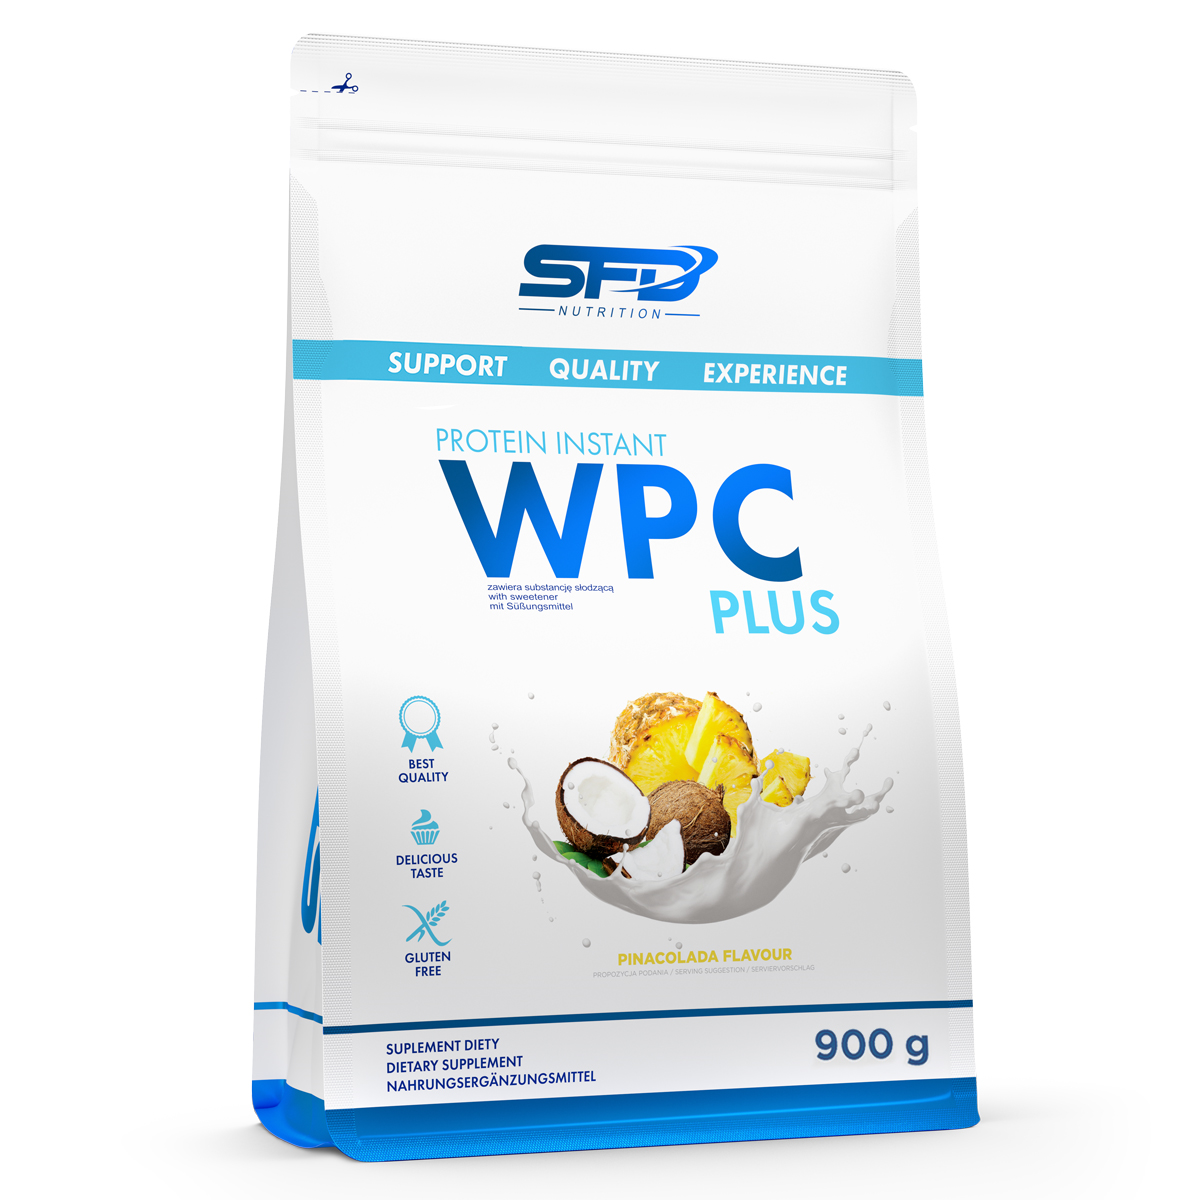 SFD
NUTRITION
SUPPORT QUALITY EXPERIENCE
PROTEIN INSTANT
WPC
zawiera substancję słodzącą
with sweetener
mit Süßungsmittel
PLUS
BEST
QUALITY
DELICIOUS
TASTE
GLUTEN
FREE
PINACOLADA FLAVOUR
PROPOZYCJA PODANIA / SERVING SUGGESTION / SERVIERVORSCHLAG
SUPLEMENT DIETY
DIETARY SUPPLEMENT
NAHRUNGSERGÄNZUNGSMITTEL
900 g